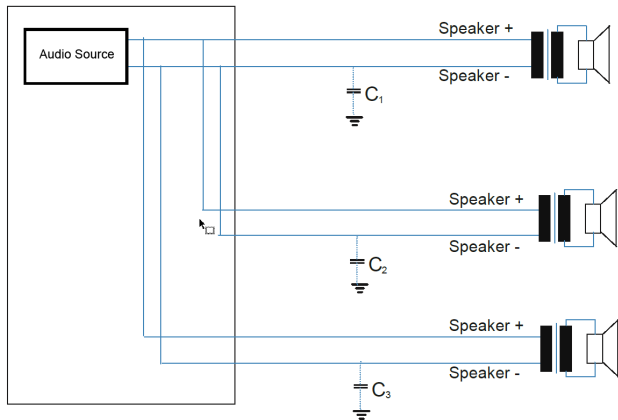 Speaker +
Audio Source
Speaker -
C1
Speaker +
Speaker -
C2
Speaker +
Speaker -
C3